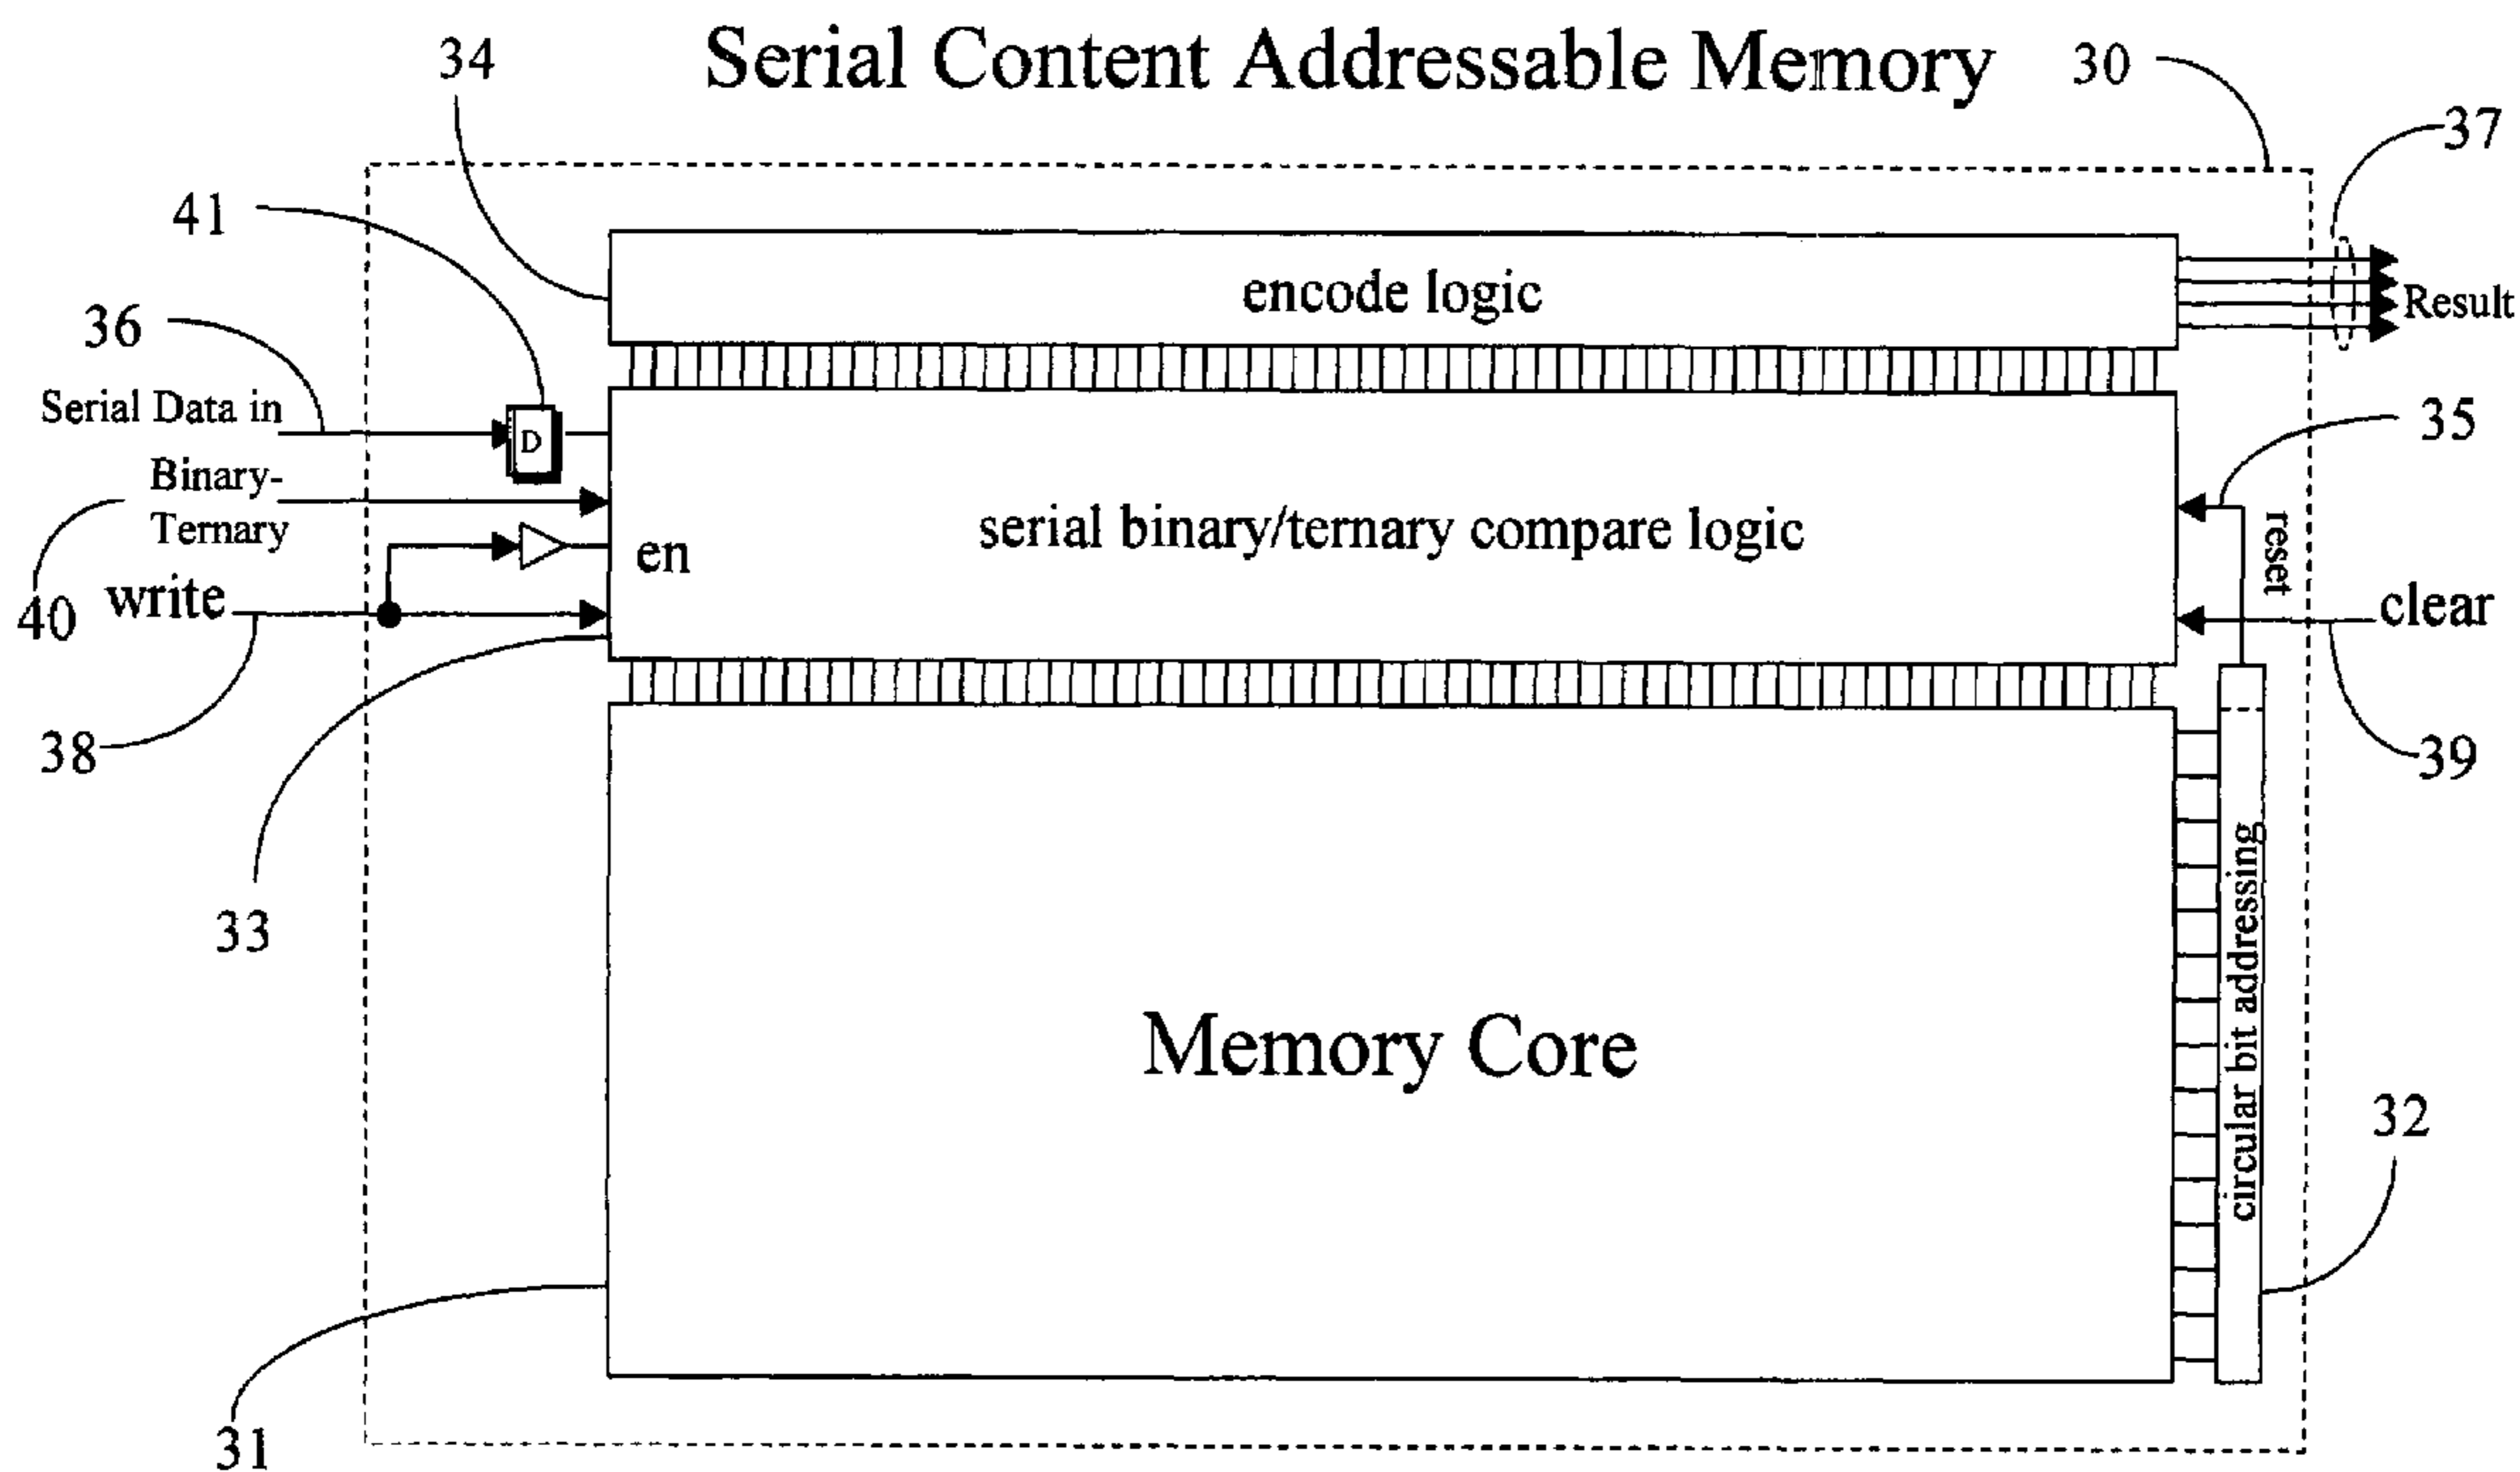 Serial Content Addressable Memory
30
34
37
41
encode logic
Result
36
Serial Data in
D
35
Binary-
Ternary
serial binary/ternary compare logic
reset
en
40
write
clear
38
39
33
circular bit addressing
Memory Core
32
31